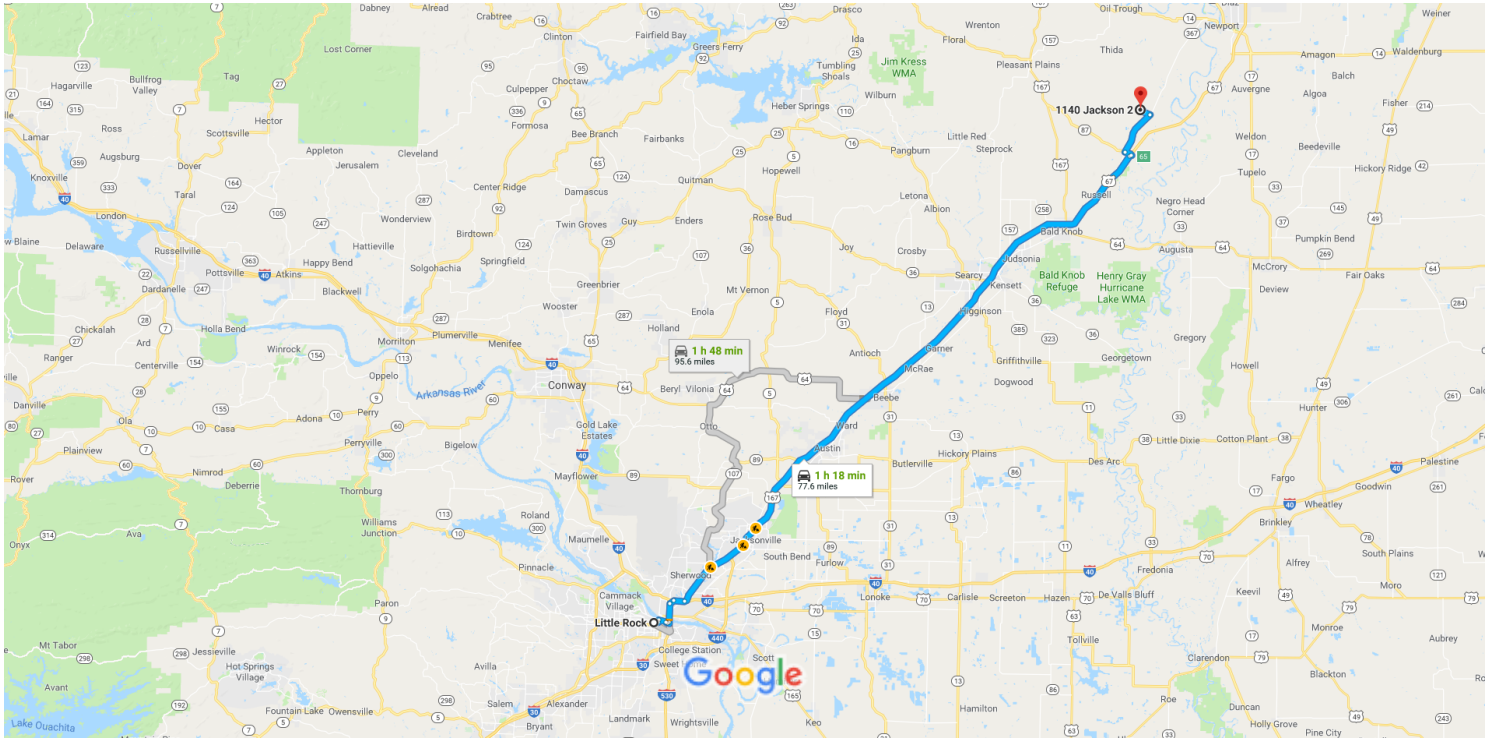 Dabney
Alread
Crabtree
Clinton
Fairfield Bay
Greers Ferry
Drasco
Ida
Wrenton
Floral
Oil Trough
Thida
Newport
Weiner
Lost Corner
Pleasant Plains
Amagon
Waldenburg
Hagarville
Bullfrog
Valley
Tag
Culpepper
Choctaw
Tumbling
Shoals
Jim Kress
WMA
Wilburn
Heber Springs
Auvergne
Balch
Algoa
Fisher
1140 Jackson 2
Hector
Scottsville
Ross
Lamar
Formosa
Bee Branch
Fairbanks
Little Red
Steprock
Pangburn
Weldon
Beedeville
Augsburg
Dover
Appleton
Jerusalem
Cleveland
Hopewell
Tupelo
Hickory Ridge
Knoxville
Taral
Center Ridge
Damascus
Quitman
Letona
Albion
Russell
Negro Head
Corner
London
Wonderview
Twin Groves
Guy
Enders
Rose Bud
Bald Knob
Pumpkin Bend
w Blaine
Delaware
Russellville
Hattieville
Birdtown
Springfield
Joy
Crosby
Judsonia
Augusta
Pottsville
Atkins
Happy Bend
Solgohachia
Greenbrier
Mt Vernon
Searcy
Kensett
Bald Knob
Refuge
Henry Gray
Hurricane
Lake WMA
McCrory
Deview
Fair Oaks
Dardanelle
Blackwell
Wooster
Enola
Floyd
Higginson
Chickalah
Holla Bend
Morrilton
Plumerville
Menifee
Holland
Antioch
Garner
Griffithville
Georgetown
Gregory
Ard
Centerville
Winrock
Ranger
Oppelo
1 h 48 min
95.6 miles
McRae
Dogwood
Howell
Arkansas River
Conway
Beryl
Vilonia
Beebe
Danville
Ola
Casa
Adona
Perry
Otto
Ward
Hunter
Plainview
Perryville
Bigelow
Gold Lake
Estates
Austin
Little Dixie
Cotton Plant
Rover
Nimrod
Deberrie
Mayflower
Butlerville
Hickory Plains
Des Arc
Palestine
1 h 18 min
77.6 miles
Thornburg
Fargo
Goodwin
Wheatley
Brinkley
Onyx
Ava
Williams
Junction
Roland
Maumelle
Jacksonville
South Bend
Furlow
South Plains
Pinnacle
Sherwood
Fredonia
Alfrey
Moro
Paron
Cammack
Village
Lonoke
Carlisle
Screeton
Hazen
De Valls Bluff
Keevil
Little Rock
Monroe
Aubrey
Mt Tabor
Jessieville
Hot Springs
Village
Avilla
College Station
Sweet
Scott
Tollville
Clarendon
Blackton
Avant
Google
Lake Ouachita
Fountain Lake
Owensville
Salem
Alexander
Bryant
Landmark
Wrightsville
Keo
Hamilton
Roe
Duncan
Holly Grove
Pine City